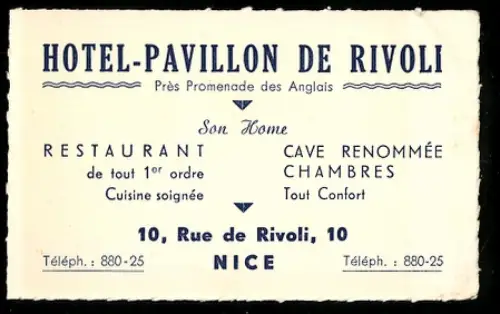 HOTEL-PAVILLON DE RIVOLI
Près Promenade des Anglais
Son Home
RESTAURANT
de tout 1er ordre
Cuisine soignée
CAVE RENOMMÉE
CHAMBRES
Tout Confort
10, Rue de Rivoli, 10
Téléph. : 880-25
NICE
Téléph. : 880-25